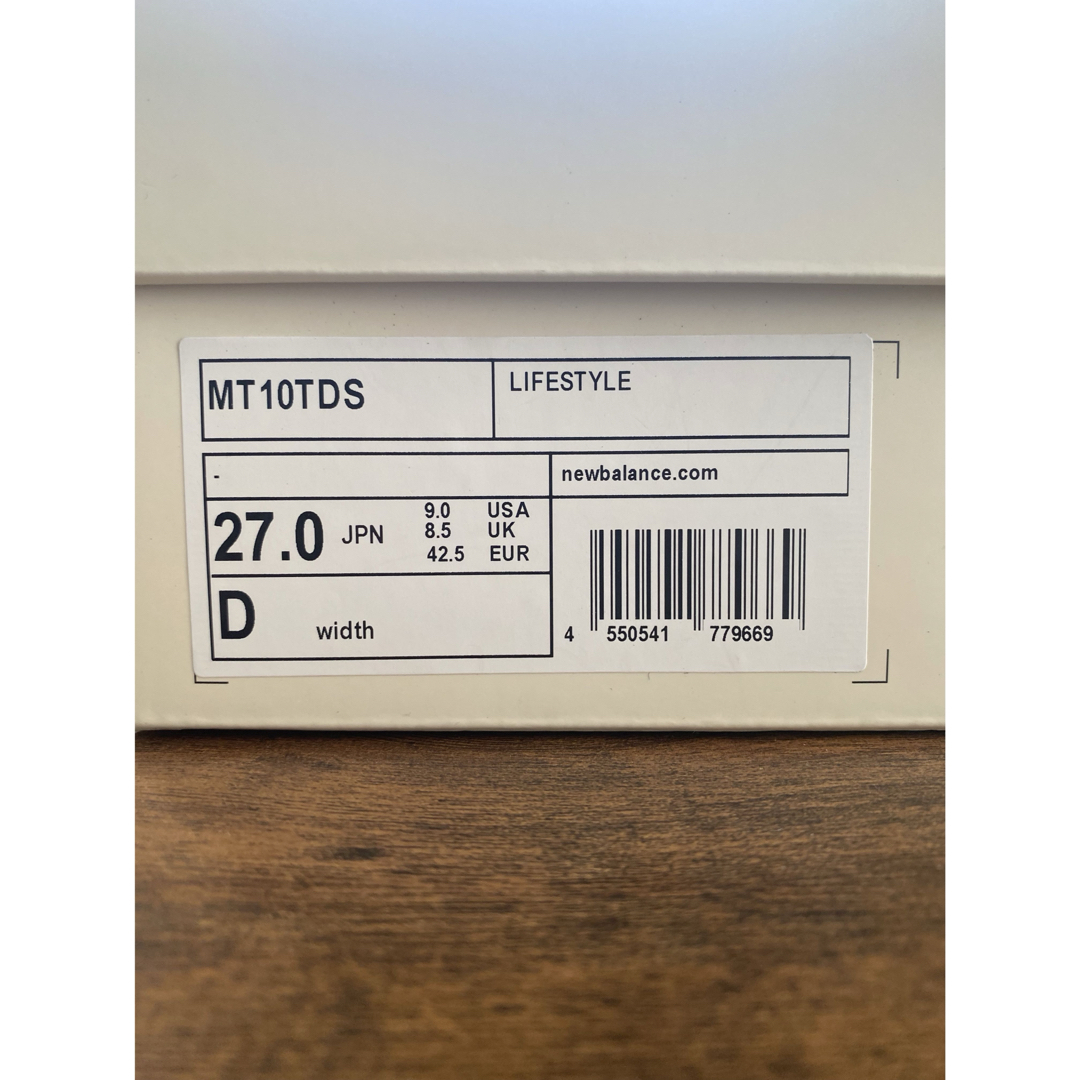 MT10TDS
LIFESTYLE
-
newbalance.com
27.0 JPN
9.0 USA
8.5 UK
42.5 EUR
D width
4 550541 779669